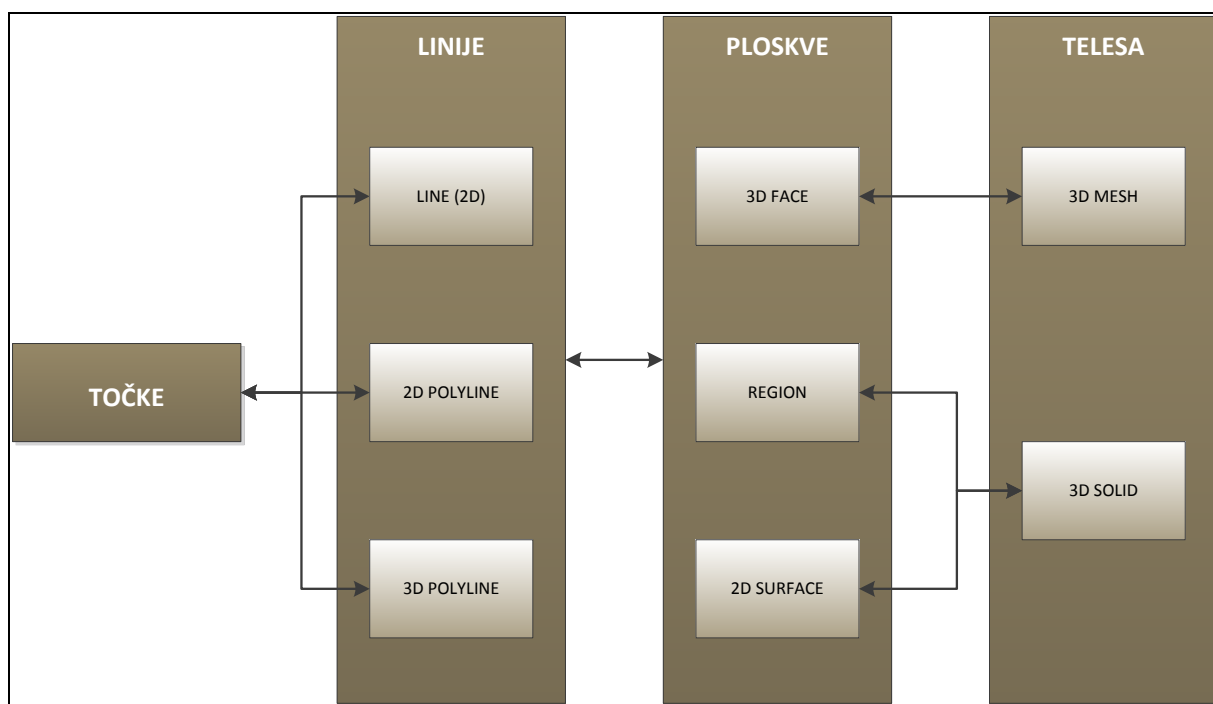 LINIJE
PLOSKVE
TELESA
LINE (2D)
3D FACE
3D MESH
TOČKE
2D POLYLINE
REGION
3D SOLID
3D POLYLINE
2D SURFACE